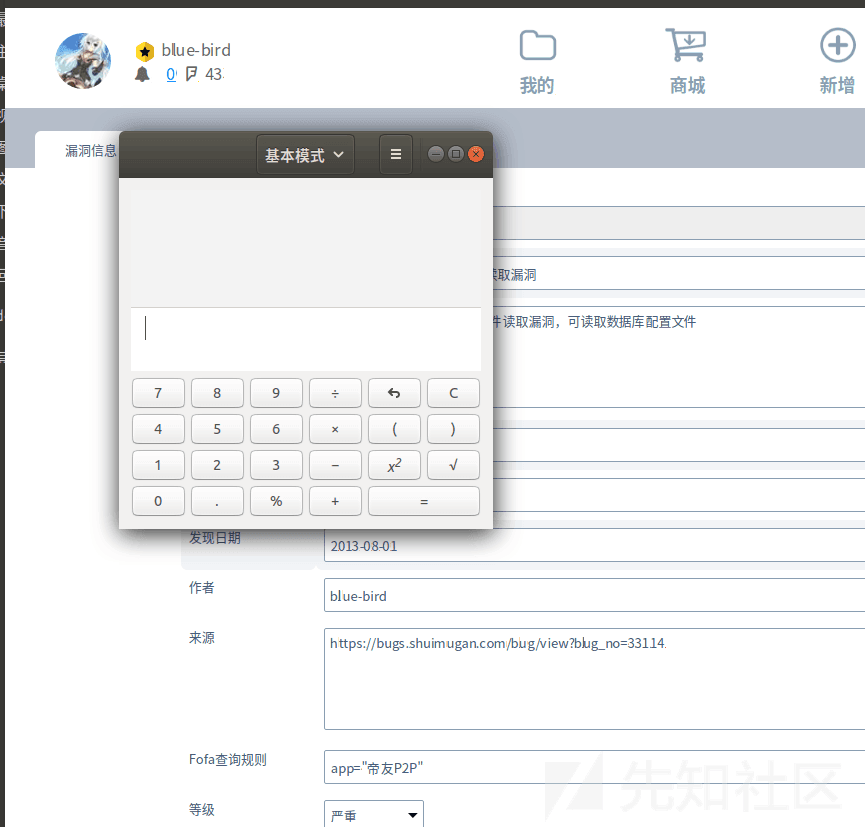 blue-bird
0 43
我的
商城
新增
漏洞信息
基本模式
读取漏洞
件读取漏洞，可读取数据库配置文件
7 8 9 ÷ C
4 5 6 × ( )
1 2 3 − x² √
0 . % + =
发现日期
2013-08-01
作者
blue-bird
来源
https://bugs.shuimugan.com/bug/view?bug_no=33114
Fofa查询规则
app="帝友P2P"
等级
严重
先知社区